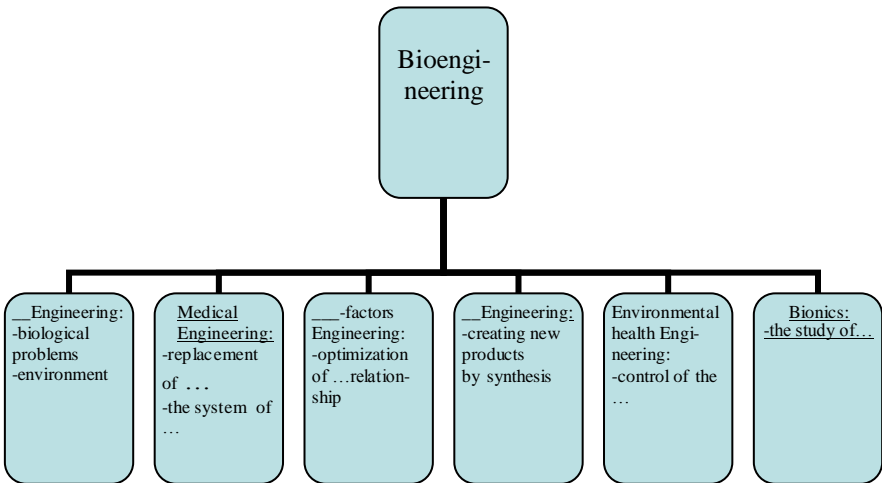 Bioengi-
neering
__Engineering:
-biological
problems
-environment
Medical
Engineering:
-replacement
of ...
-the system of
...
___-factors
Engineering:
-optimization
of ...relation-
ship
__Engineering:
-creating new
products
by synthesis
Environmental
health Engi-
neering:
-control of the
...
Bionics:
-the study of...